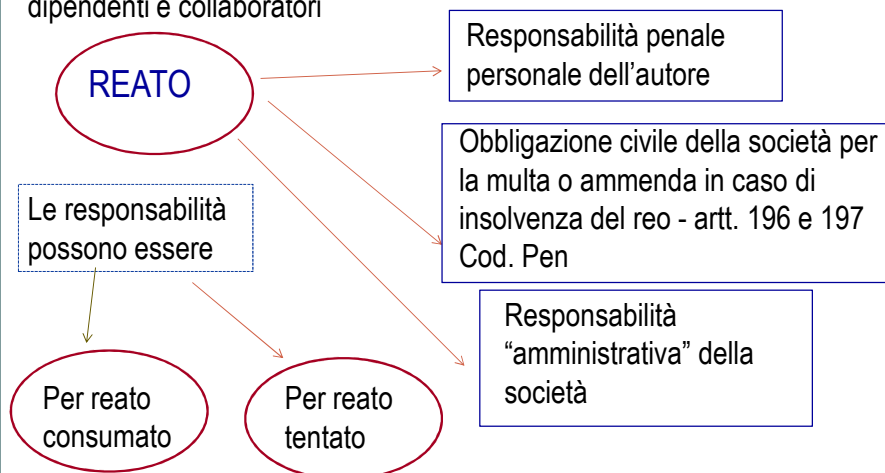 dipendenti e collaboratori
REATO
Responsabilità penale
personale dell’autore
Obbligazione civile della società per
la multa o ammenda in caso di
insolvenza del reo - artt. 196 e 197
Cod. Pen
Responsabilità
“amministrativa” della
società
Le responsabilità
possono essere
Per reato
consumato
Per reato
tentato